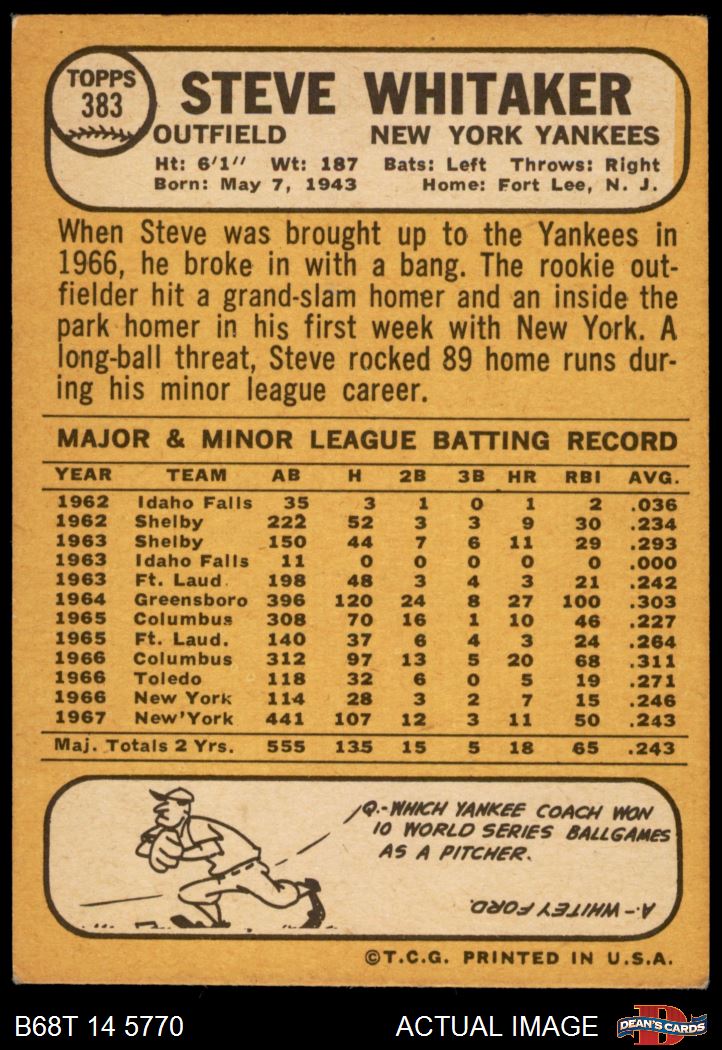 TOPPS
383
STEVE WHITAKER
OUTFIELD NEW YORK YANKEES
Ht: 6'1" Wt: 187 Bats: Left Throws: Right
Born: May 7, 1943 Home: Fort Lee, N. J.
When Steve was brought up to the Yankees in
1966, he broke in with a bang. The rookie out-
fielder hit a grand-slam homer and an inside the
park homer in his first week with New York. A
long-ball threat, Steve rocked 89 home runs dur-
ing his minor league career.
MAJOR & MINOR LEAGUE BATTING RECORD
YEAR TEAM AB H 2B 3B HR RBI AVG.
1962 Idaho Falls 35 3 1 0 1 2 .036
1962 Shelby 222 52 3 3 9 30 .234
1963 Shelby 150 44 7 6 11 29 .293
1963 Idaho Falls 11 0 0 0 0 0 .000
1963 Ft. Laud. 198 48 3 4 3 21 .242
1964 Greensboro 396 120 24 8 27 100 .303
1965 Columbus 308 70 16 1 10 46 .227
1965 Ft. Laud. 140 37 6 4 3 24 .264
1966 Columbus 312 97 13 5 20 68 .311
1966 Toledo 118 32 6 0 5 19 .271
1966 New York 114 28 3 2 7 15 .246
1967 New York 441 107 12 3 11 50 .243
Maj. Totals 2 Yrs. 555 135 15 5 18 65 .243
Q.-WHICH YANKEE COACH WON
10 WORLD SERIES BALLGAMES
AS A PITCHER.
A.-WHITEY FORD.
©T.C.G. PRINTED IN U.S.A.
B68T 14 5770 ACTUAL IMAGE
D
DEAN'S CARDS